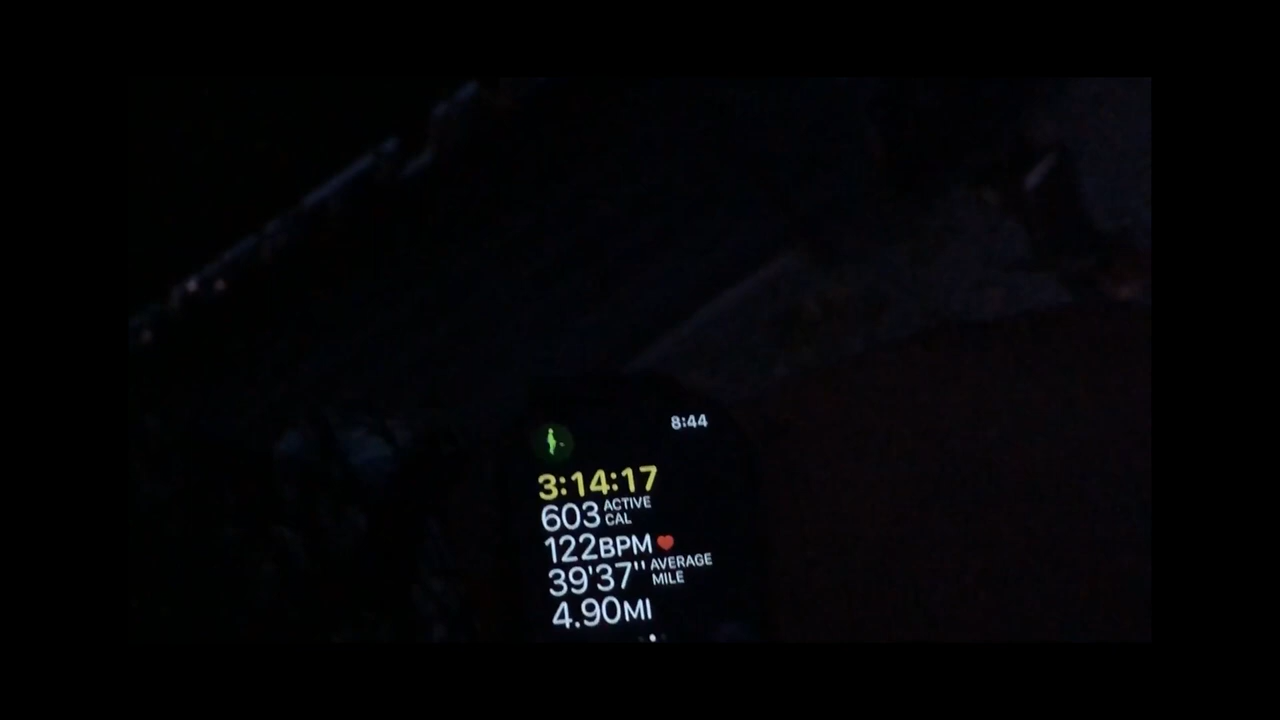 8:44
3:14:17
603 ACTIVE CAL
122BPM
39'37" AVERAGE MILE
4.90MI